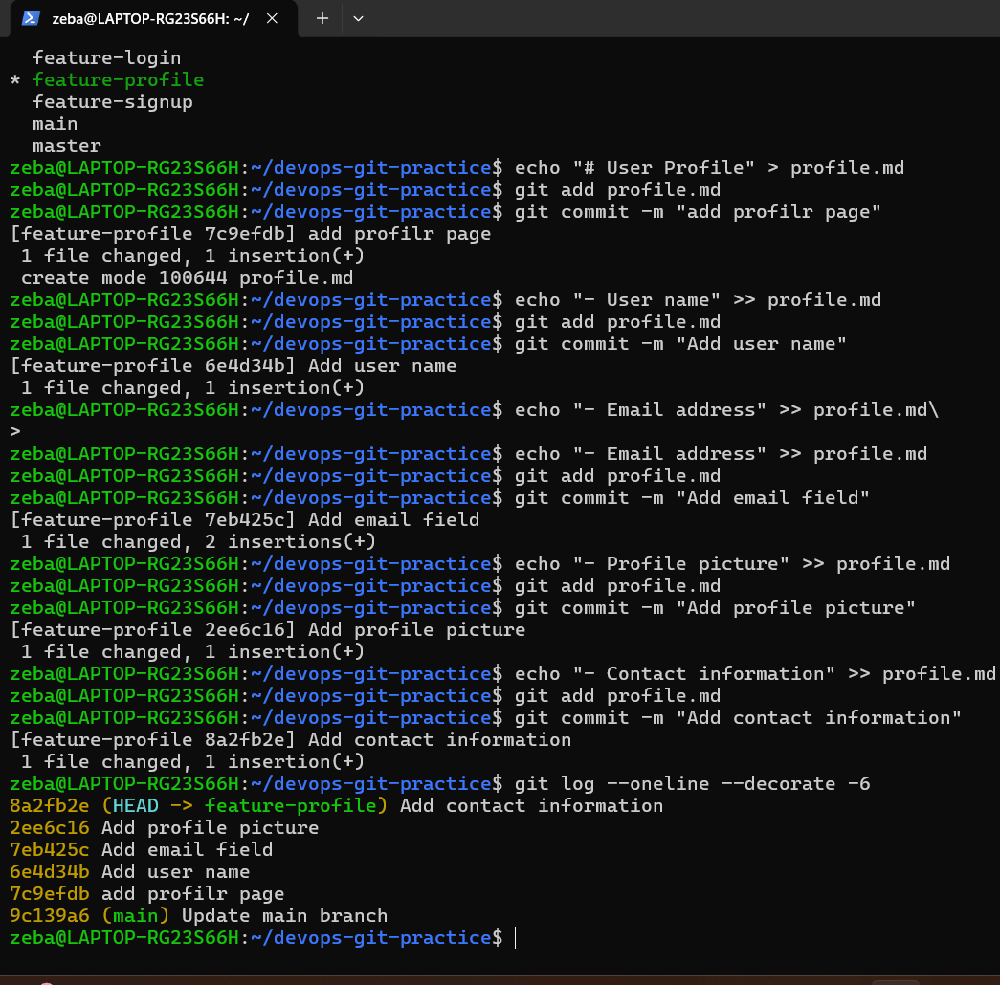 zeba@LAPTOP-RG23S66H: ~/
  feature-login
* feature-profile
  feature-signup
  main
  master
zeba@LAPTOP-RG23S66H:~/devops-git-practice$ echo "# User Profile" > profile.md
zeba@LAPTOP-RG23S66H:~/devops-git-practice$ git add profile.md
zeba@LAPTOP-RG23S66H:~/devops-git-practice$ git commit -m "add profilr page"
[feature-profile 7c9efdb] add profilr page
 1 file changed, 1 insertion(+)
 create mode 100644 profile.md
zeba@LAPTOP-RG23S66H:~/devops-git-practice$ echo "- User name" >> profile.md
zeba@LAPTOP-RG23S66H:~/devops-git-practice$ git add profile.md
zeba@LAPTOP-RG23S66H:~/devops-git-practice$ git commit -m "Add user name"
[feature-profile 6e4d34b] Add user name
 1 file changed, 1 insertion(+)
zeba@LAPTOP-RG23S66H:~/devops-git-practice$ echo "- Email address" >> profile.md\
>
zeba@LAPTOP-RG23S66H:~/devops-git-practice$ echo "- Email address" >> profile.md
zeba@LAPTOP-RG23S66H:~/devops-git-practice$ git add profile.md
zeba@LAPTOP-RG23S66H:~/devops-git-practice$ git commit -m "Add email field"
[feature-profile 7eb425c] Add email field
 1 file changed, 2 insertions(+)
zeba@LAPTOP-RG23S66H:~/devops-git-practice$ echo "- Profile picture" >> profile.md
zeba@LAPTOP-RG23S66H:~/devops-git-practice$ git add profile.md
zeba@LAPTOP-RG23S66H:~/devops-git-practice$ git commit -m "Add profile picture"
[feature-profile 2ee6c16] Add profile picture
 1 file changed, 1 insertion(+)
zeba@LAPTOP-RG23S66H:~/devops-git-practice$ echo "- Contact information" >> profile.md
zeba@LAPTOP-RG23S66H:~/devops-git-practice$ git add profile.md
zeba@LAPTOP-RG23S66H:~/devops-git-practice$ git commit -m "Add contact information"
[feature-profile 8a2fb2e] Add contact information
 1 file changed, 1 insertion(+)
zeba@LAPTOP-RG23S66H:~/devops-git-practice$ git log --oneline --decorate -6
8a2fb2e (HEAD -> feature-profile) Add contact information
2ee6c16 Add profile picture
7eb425c Add email field
6e4d34b Add user name
7c9efdb add profilr page
9c139a6 (main) Update main branch
zeba@LAPTOP-RG23S66H:~/devops-git-practice$